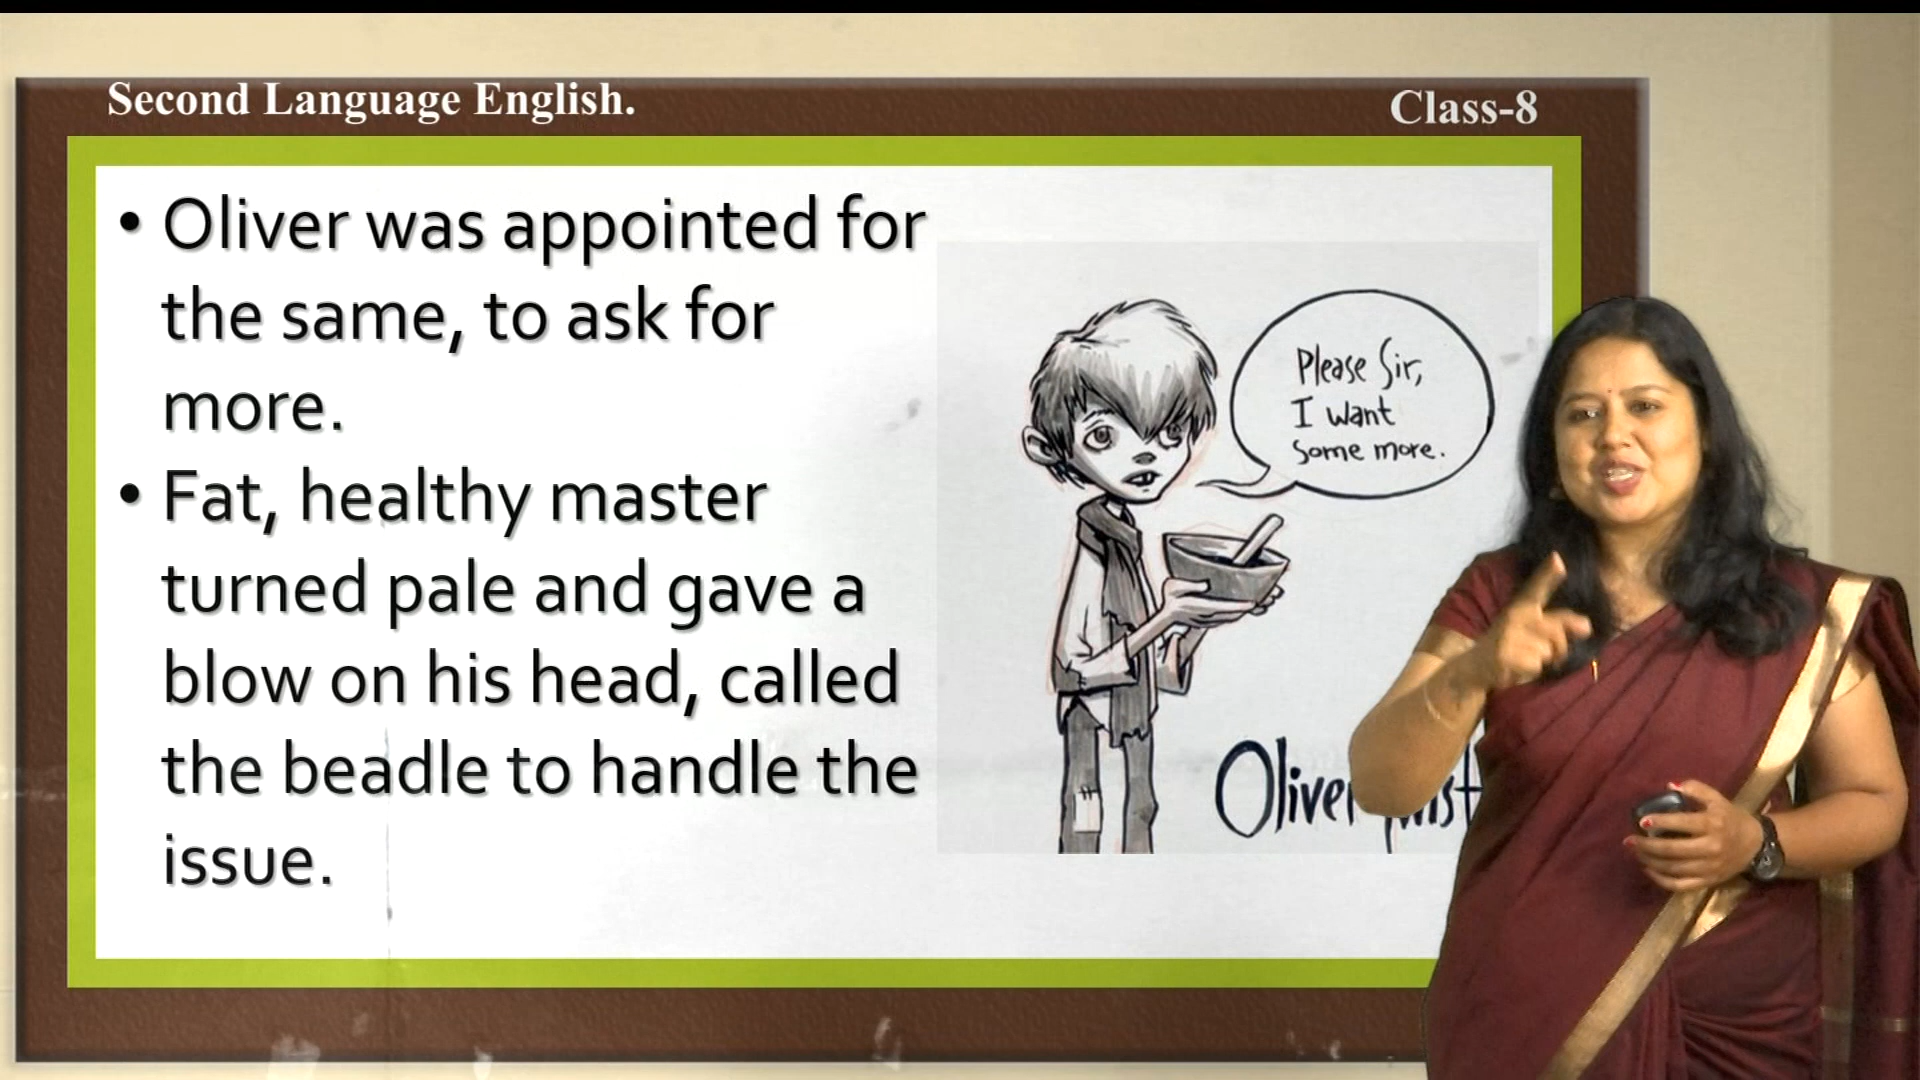 Second Language English.
Class-8
• Oliver was appointed for
the same, to ask for
more.
• Fat, healthy master
turned pale and gave a
blow on his head, called
the beadle to handle the
issue.
Please Sir,
I want
Some more.
Oliver